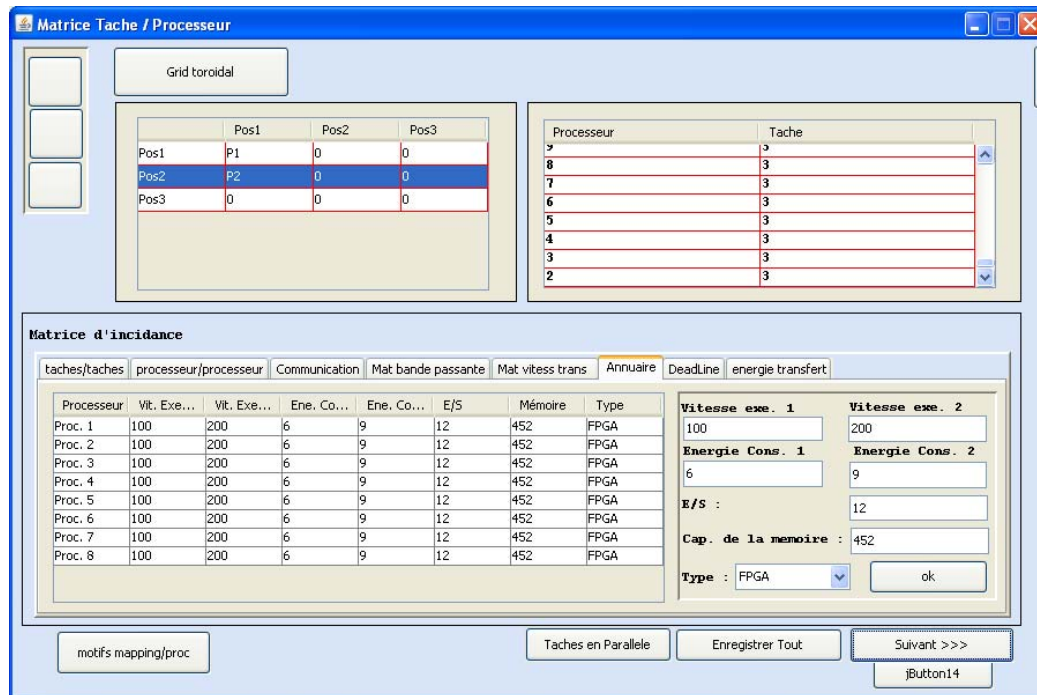 Matrice Tache / Processeur
Grid toroidal
Pos1 Pos2 Pos3
Pos1 P1 0 0
Pos2 P2 0 0
Pos3 0 0 0
Processeur Tache
8 3
7 3
6 3
5 3
4 3
3 3
2 3
Matrice d'incidance
taches/taches processeur/processeur Communication Mat bande passante Mat vitess trans Annuaire DeadLine energie transfert
Processeur Vit. Exe... Vit. Exe... Ene. Co... Ene. Co... E/S Mémoire Type
Proc. 1 100 200 6 9 12 452 FPGA
Proc. 2 100 200 6 9 12 452 FPGA
Proc. 3 100 200 6 9 12 452 FPGA
Proc. 4 100 200 6 9 12 452 FPGA
Proc. 5 100 200 6 9 12 452 FPGA
Proc. 6 100 200 6 9 12 452 FPGA
Proc. 7 100 200 6 9 12 452 FPGA
Proc. 8 100 200 6 9 12 452 FPGA
Vitesse exe. 1 Vitesse exe. 2
100 200
Energie Cons. 1 Energie Cons. 2
6 9
E/S : 12
Cap. de la memoire : 452
Type : FPGA ok
motifs mapping/proc Taches en Parallele Enregistrer Tout Suivant >>>
jButton14